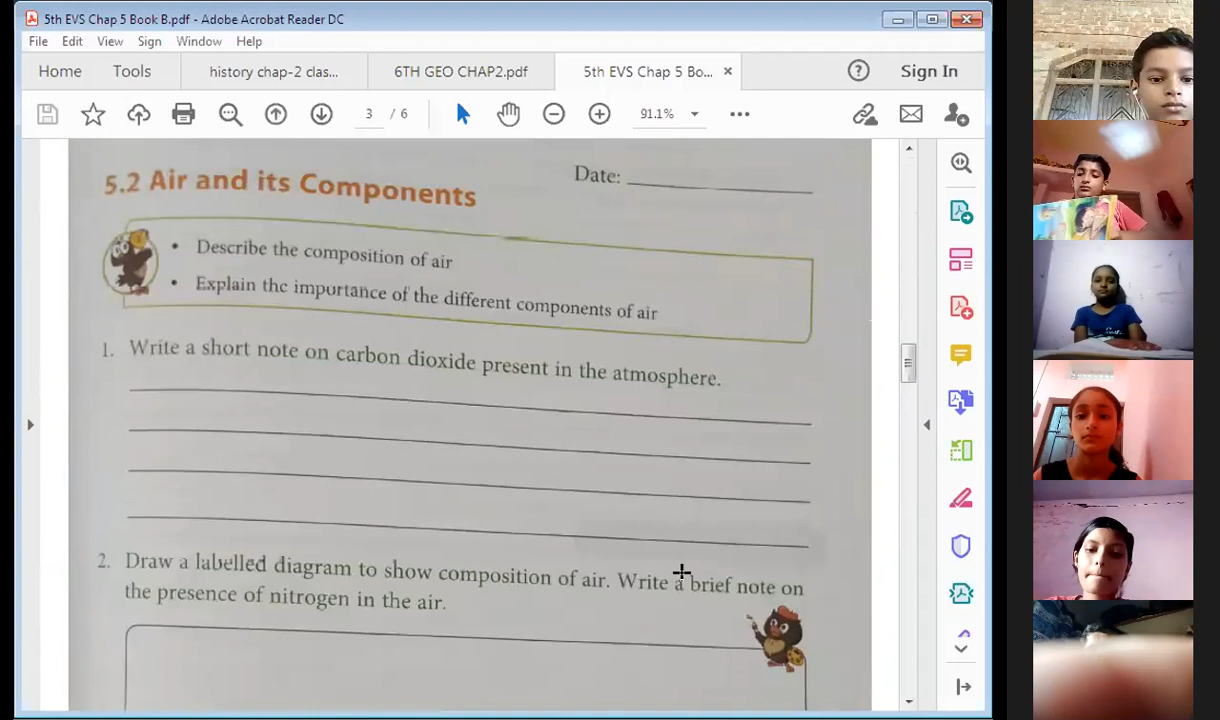 5th EVS Chap 5 Book B.pdf - Adobe Acrobat Reader DC
File Edit View Sign Window Help
Home Tools history chap-2 clas... 6TH GEO CHAP2.pdf 5th EVS Chap 5 Bo... × Sign In
3 / 6 91.1%
5.2 Air and its Components
Date:
• Describe the composition of air
• Explain the importance of the different components of air
1. Write a short note on carbon dioxide present in the atmosphere.
2. Draw a labelled diagram to show composition of air. Write a brief note on
the presence of nitrogen in the air.